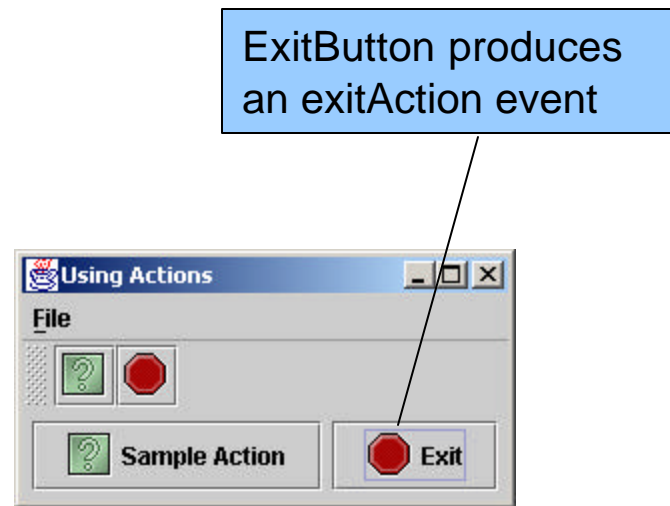 ExitButton produces
an exitAction event
Using Actions
File
Sample Action
Exit